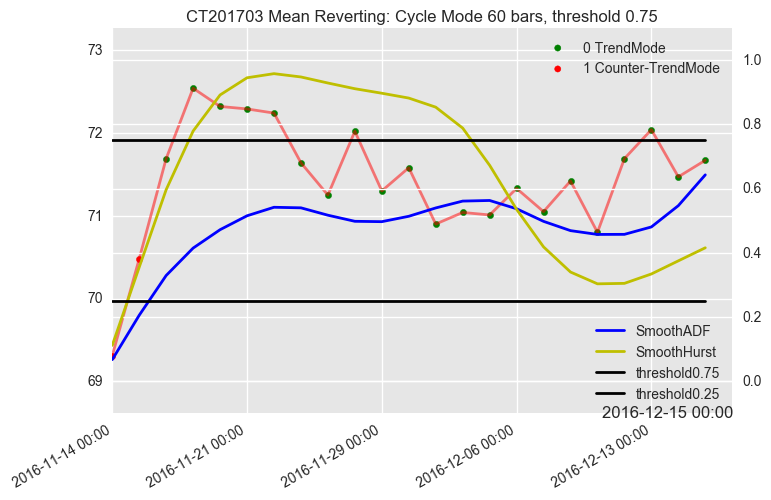 CT201703 Mean Reverting: Cycle Mode 60 bars, threshold 0.75
73
72
71
70
69
0 TrendMode
1 Counter-TrendMode
1.0
0.8
0.6
0.4
0.2
0.0
SmoothADF
SmoothHurst
threshold0.75
threshold0.25
2016-12-15 00:00
2016-11-14 00:00
2016-11-21 00:00
2016-11-29 00:00
2016-12-06 00:00
2016-12-13 00:00